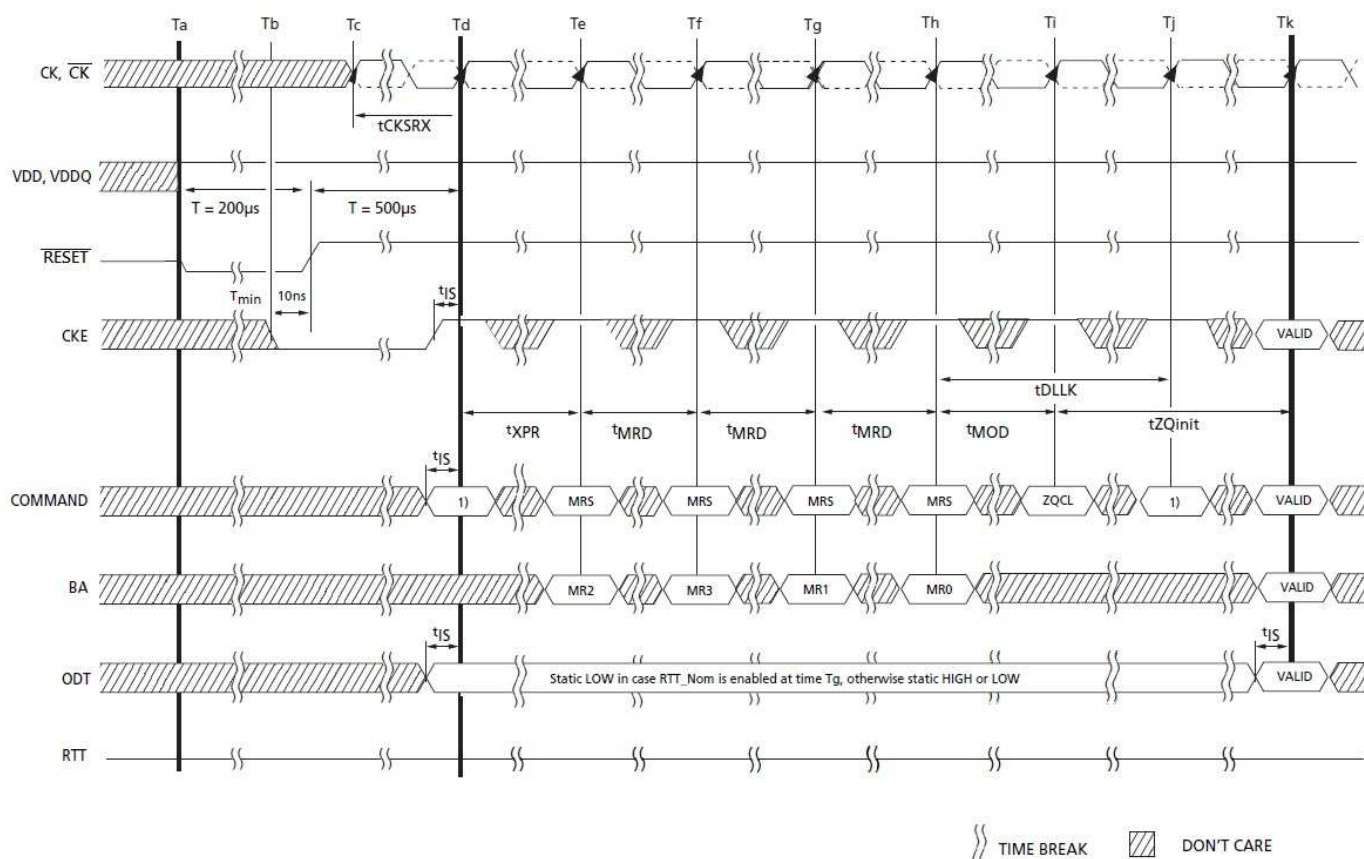 Ta Tb Tc Td Te Tf Tg Th Ti Tj Tk
CK, CK
tCKSRX
VDD, VDDQ
T = 200μs T = 500μs
RESET
Tmin 10ns tIS
CKE VALID
tDLLK
tXPR tMRD tMRD tMRD tMOD tZQinit
tIS
COMMAND 1) MRS MRS MRS MRS ZQCL 1) VALID
BA MR2 MR3 MR1 MR0 VALID
tIS tIS
ODT Static LOW in case RTT_Nom is enabled at time Tg, otherwise static HIGH or LOW VALID
RTT
TIME BREAK DON'T CARE